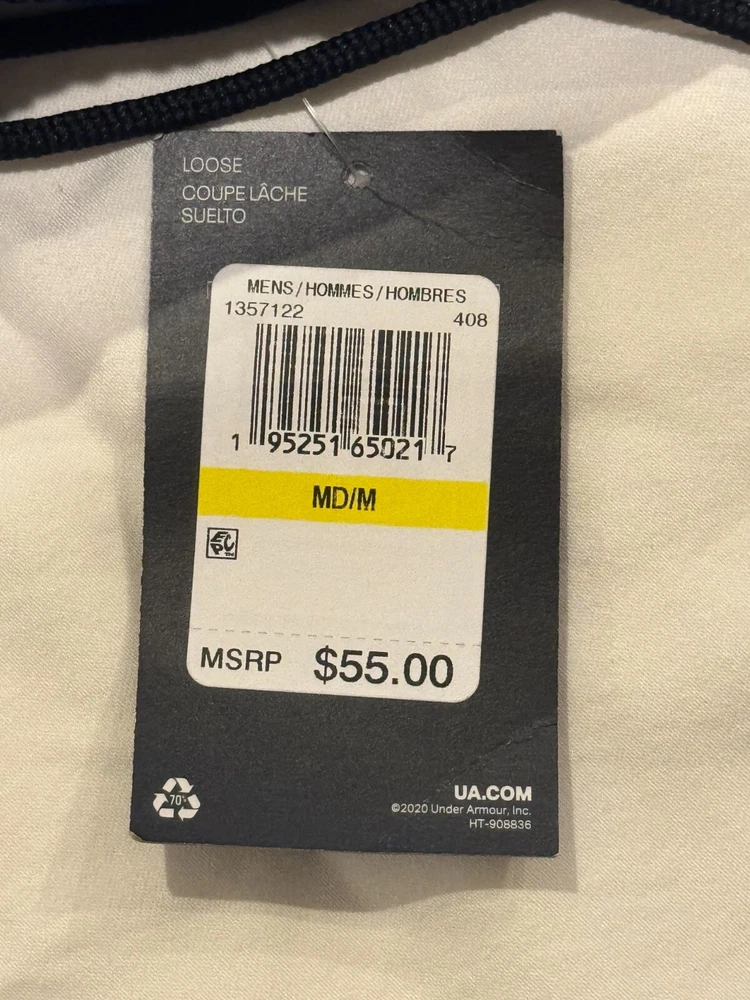 LOOSE
COUPE LÂCHE
SUELTO
MENS/HOMMES/HOMBRES
1357122 408
1 95251 65021 7
MD/M
EPC™
MSRP $55.00
70%
UA.COM
©2020 Under Armour, Inc.
HT-908836